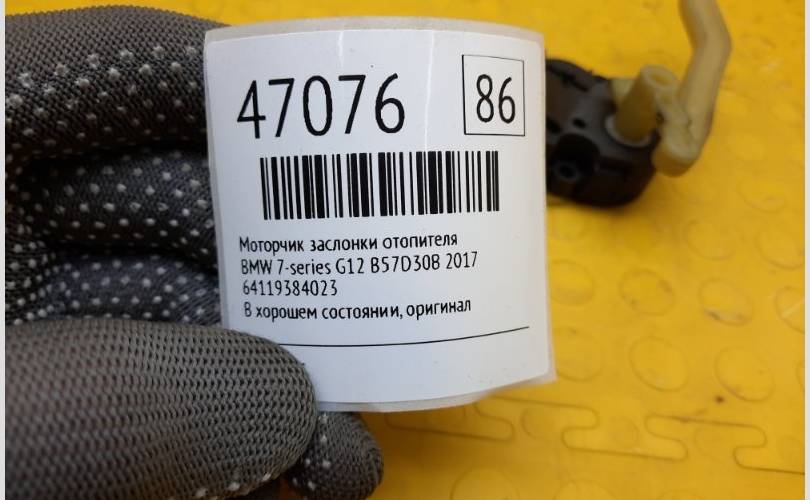 47076 86
Моторчик заслонки отопителя
BMW 7-series G12 B57D30B 2017
64119384023
В хорошем состоянии, оригинал